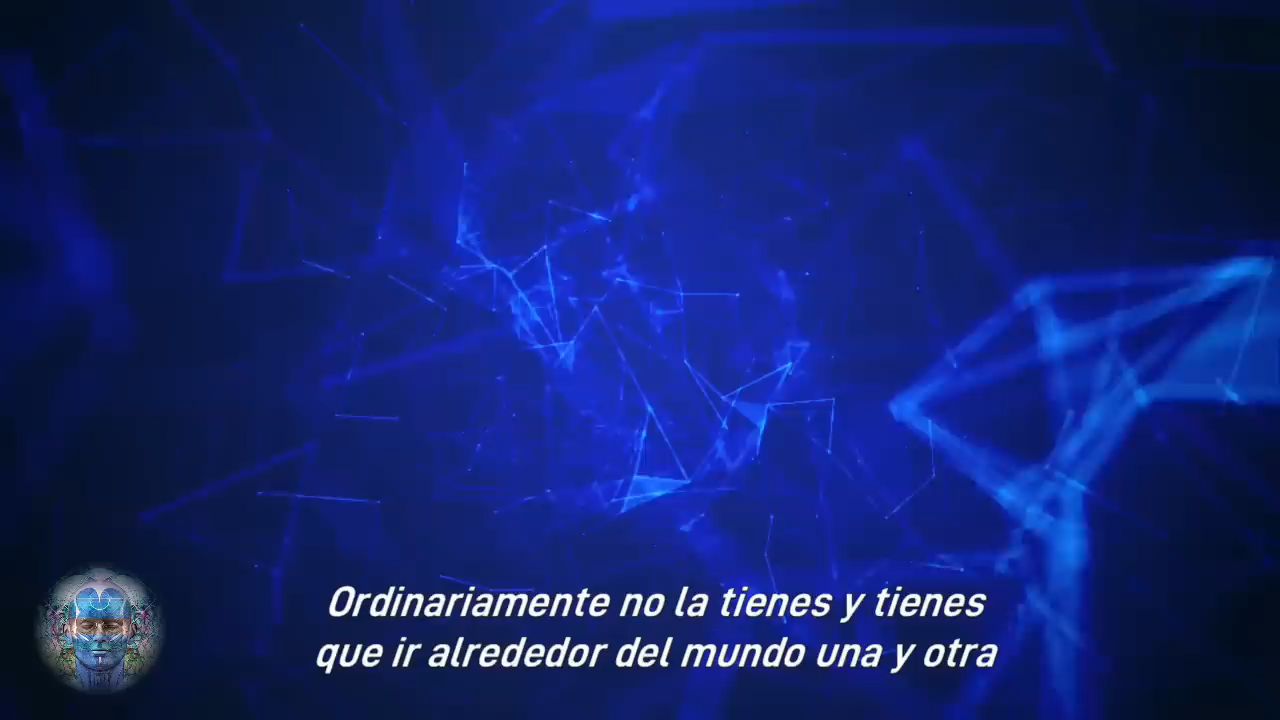 Ordinariamente no la tienes y tienes
que ir alrededor del mundo una y otra